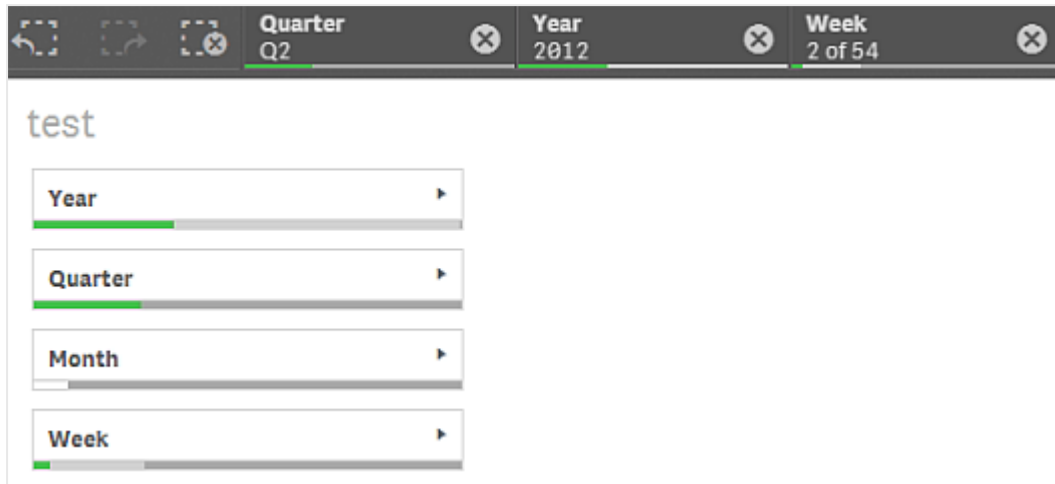 Quarter
Q2
Year
2012
Week
2 of 54
test
Year
Quarter
Month
Week